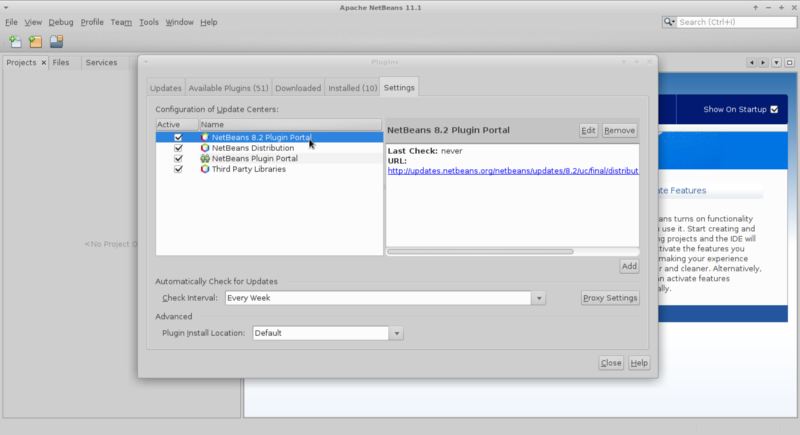 Apache NetBeans 11.1
File View Debug Profile Team Tools Window Help
Search (Ctrl+I)
Projects Files Services
Plugins
Updates Available Plugins (51) Downloaded Installed (10) Settings
Show On Startup
Configuration of Update Centers:
Active Name
NetBeans 8.2 Plugin Portal
NetBeans Distribution
NetBeans Plugin Portal
Third Party Libraries
NetBeans 8.2 Plugin Portal Edit Remove
Last Check: never
URL:
http://updates.netbeans.org/netbeans/updates/8.2/uc/final/distribut
Add
Automatically Check for Updates
Check Interval: Every Week Proxy Settings
Advanced
Plugin Install Location: Default
Close Help
<No Project O
ate Features
ans turns on functionality
use it. Start creating and
ng projects and the IDE will
tivate the features you
making your experience
r and cleaner. Alternatively,
n activate features
ally.